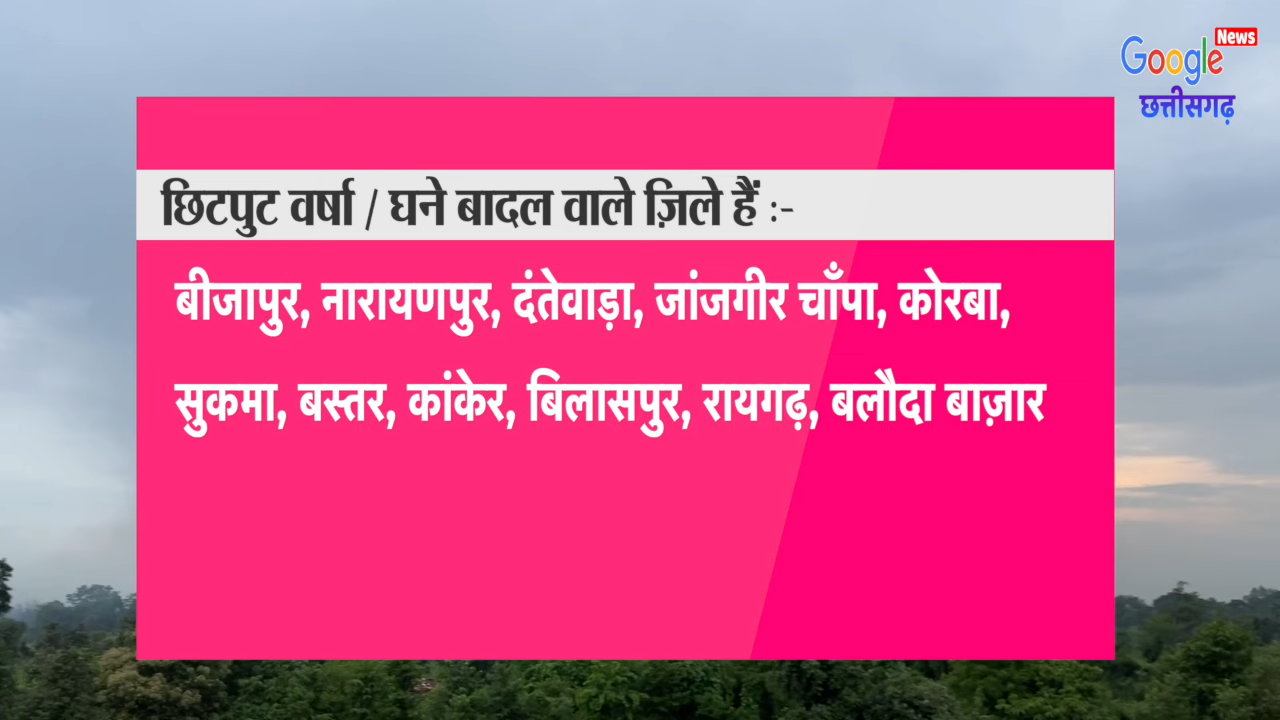 Google News
छत्तीसगढ़
छिटपुट वर्षा / घने बादल वाले ज़िले हैं :-
बीजापुर, नारायणपुर, दंतेवाड़ा, जांजगीर चाँपा, कोरबा,
सुकमा, बस्तर, कांकेर, बिलासपुर, रायगढ़, बलौदा बाज़ार